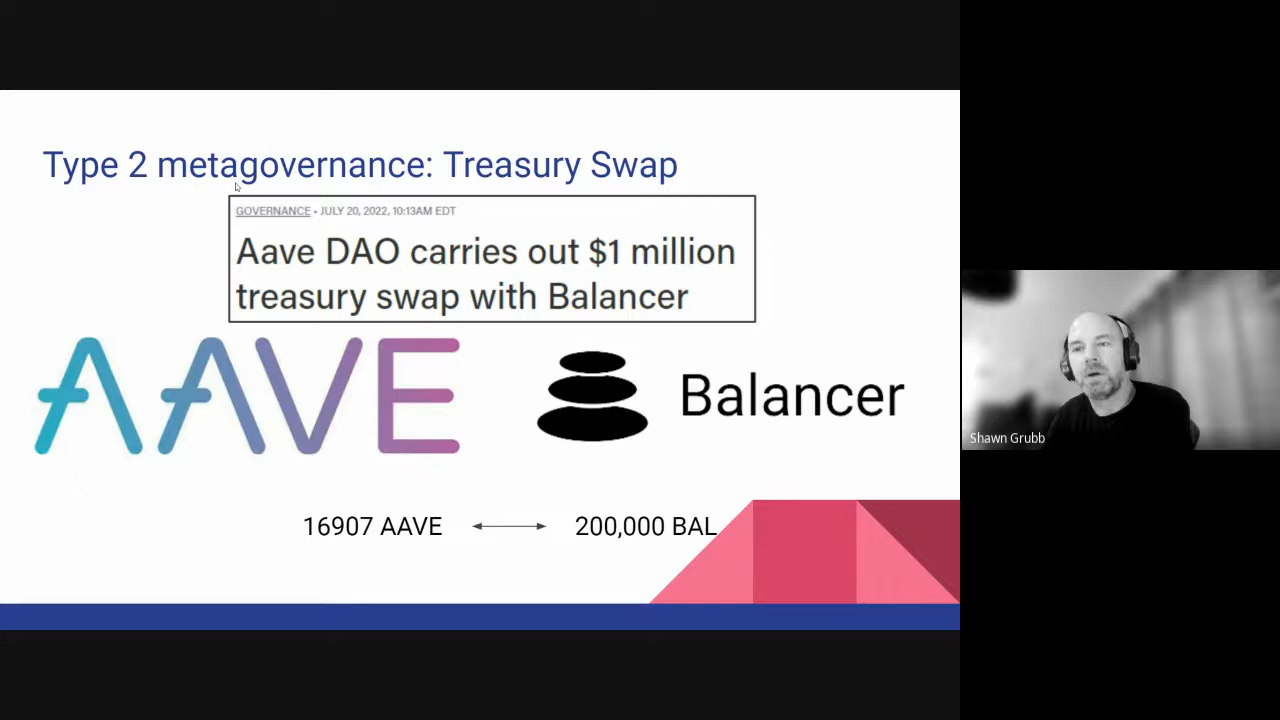 Type 2 metagovernance: Treasury Swap
GOVERNANCE • JULY 20, 2022, 10:13AM EDT
Aave DAO carries out $1 million
treasury swap with Balancer
AAVE
Balancer
16907 AAVE
200,000 BAL
Shawn Grubb